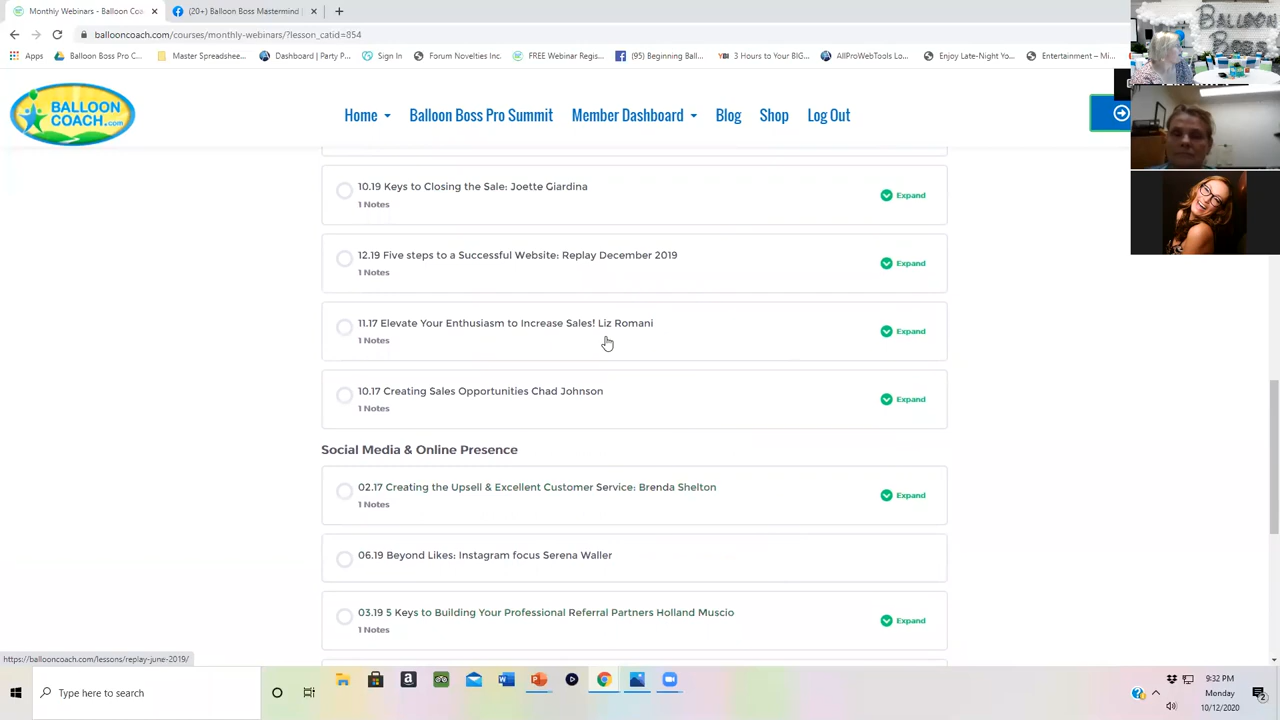 Monthly Webinars - Balloon Coa
(20+) Balloon Boss Mastermind
ballooncoach.com/courses/monthly-webinars/?lesson_catid=854
Apps
Balloon Boss Pro C...
Master Spreadshee...
Dashboard | Party P...
Sign In
Forum Novelties Inc.
FREE Webinar Regis...
(95) Beginning Ball...
3 Hours to Your BIG...
AllProWebTools Lo...
Enjoy Late-Night Yo...
Entertainment – Mi...
BALLOON
COACH.com
Home
Balloon Boss Pro Summit
Member Dashboard
Blog
Shop
Log Out
BALLOON
BOSS
10.19 Keys to Closing the Sale: Joette Giardina
1 Notes
Expand
12.19 Five steps to a Successful Website: Replay December 2019
1 Notes
Expand
11.17 Elevate Your Enthusiasm to Increase Sales! Liz Romani
1 Notes
Expand
10.17 Creating Sales Opportunities Chad Johnson
1 Notes
Expand
Social Media & Online Presence
02.17 Creating the Upsell & Excellent Customer Service: Brenda Shelton
1 Notes
Expand
06.19 Beyond Likes: Instagram focus Serena Waller
03.19 5 Keys to Building Your Professional Referral Partners Holland Muscio
1 Notes
Expand
https://ballooncoach.com/lessons/replay-june-2019/
Type here to search
9:32 PM
Monday
10/12/2020
2